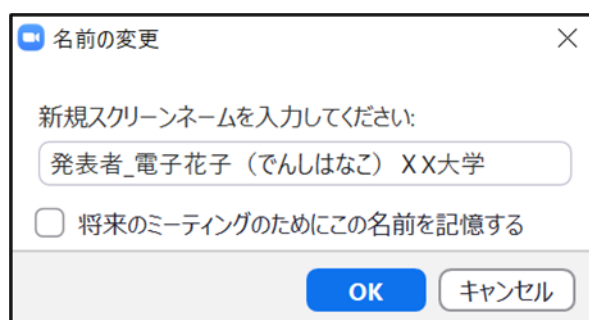 名前の変更
新規スクリーンネームを入力してください:
発表者_電子花子（でんしはなこ）ＸＸ大学
将来のミーティングのためにこの名前を記憶する
OK キャンセル